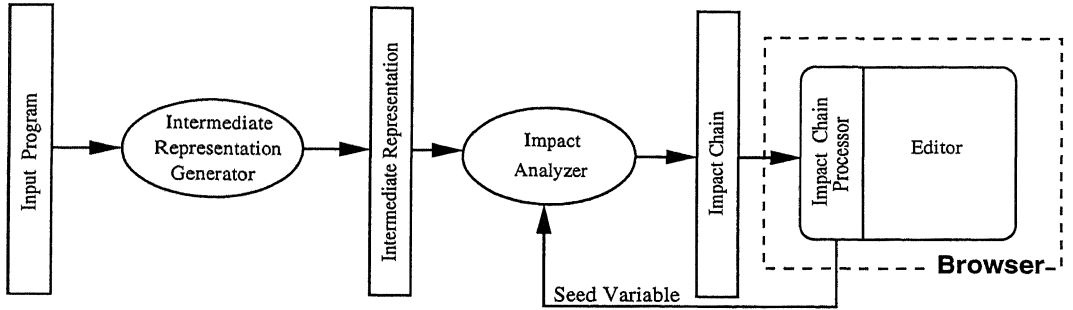 Input Program
Intermediate
Representation
Generator
Intermediate Representation
Impact
Analyzer
Impact Chain
Impact Chain
Processor
Editor
Browser
Seed Variable